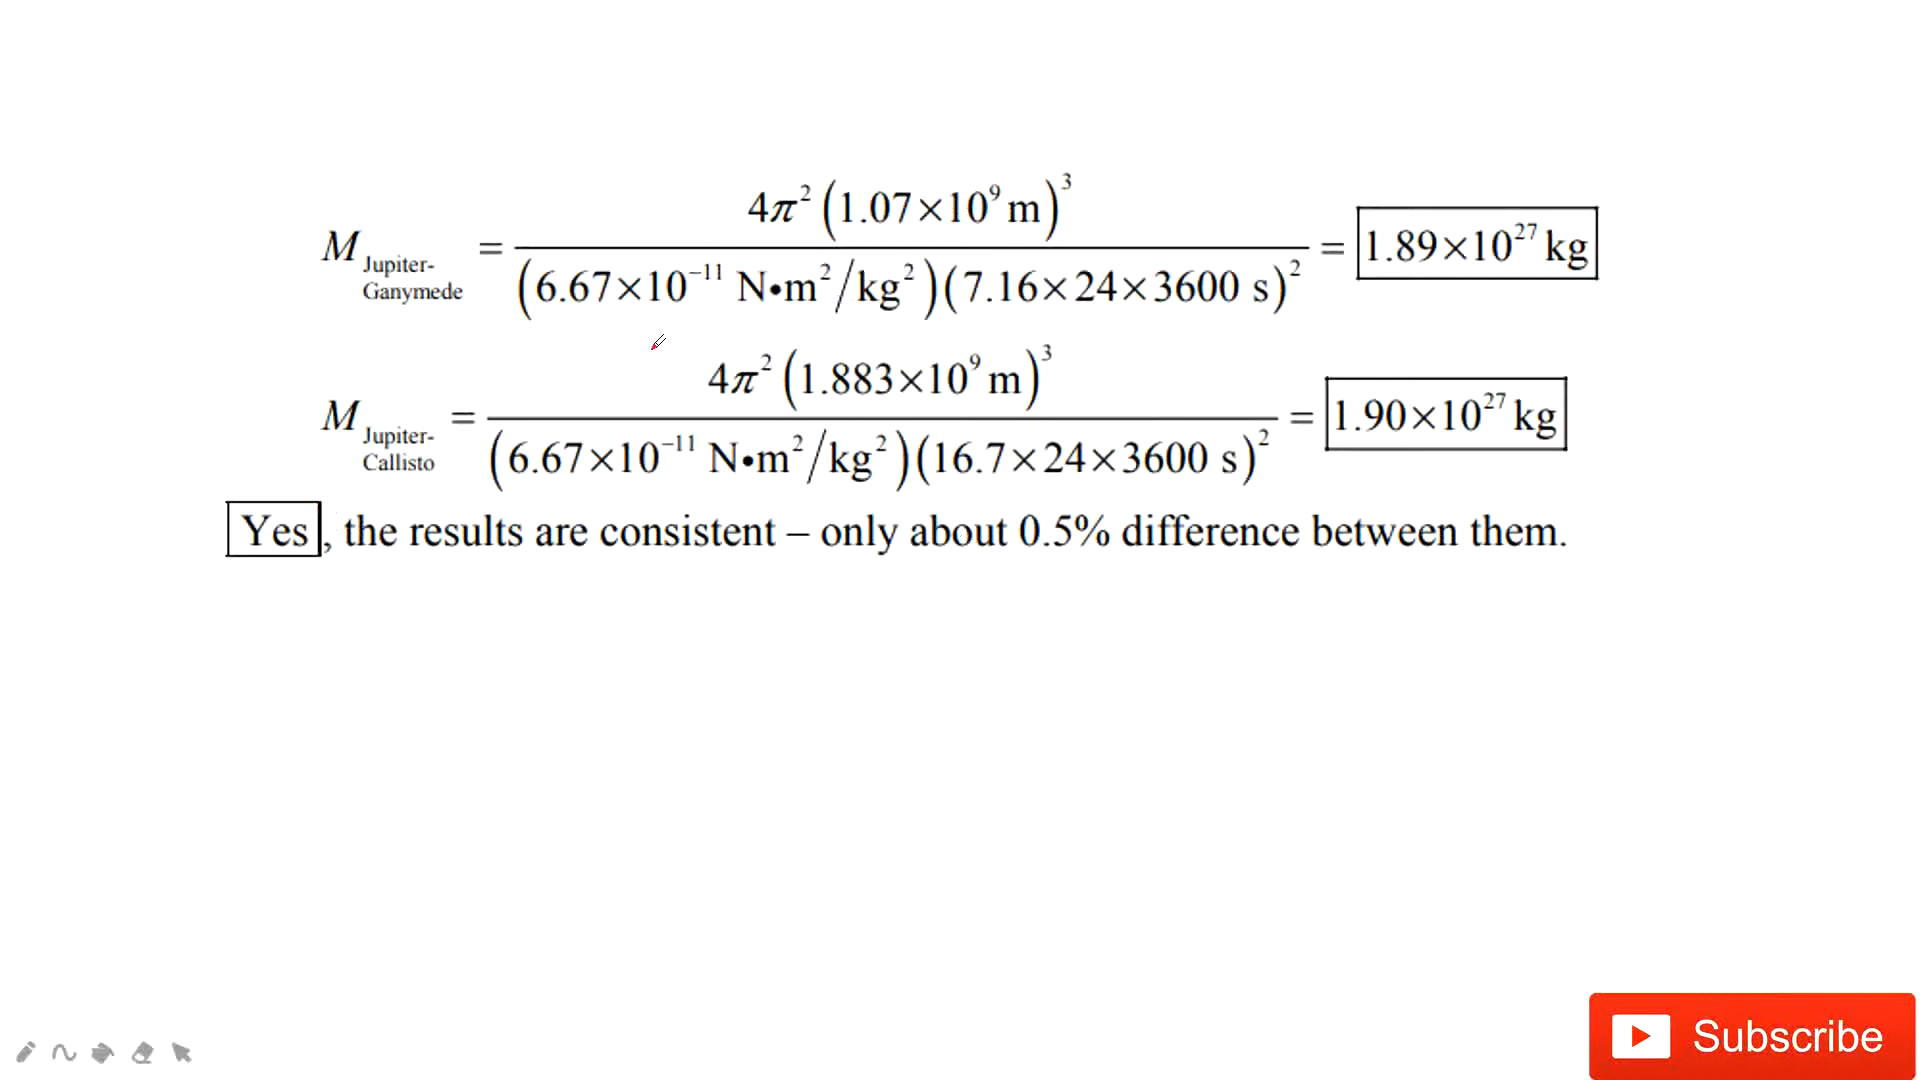 M Jupiter-Ganymede = 4π² (1.07×10⁹ m)³ / (6.67×10⁻¹¹ N•m²/kg²)(7.16×24×3600 s)² = 1.89×10²⁷ kg
M Jupiter-Callisto = 4π² (1.883×10⁹ m)³ / (6.67×10⁻¹¹ N•m²/kg²)(16.7×24×3600 s)² = 1.90×10²⁷ kg
Yes, the results are consistent – only about 0.5% difference between them.
Subscribe